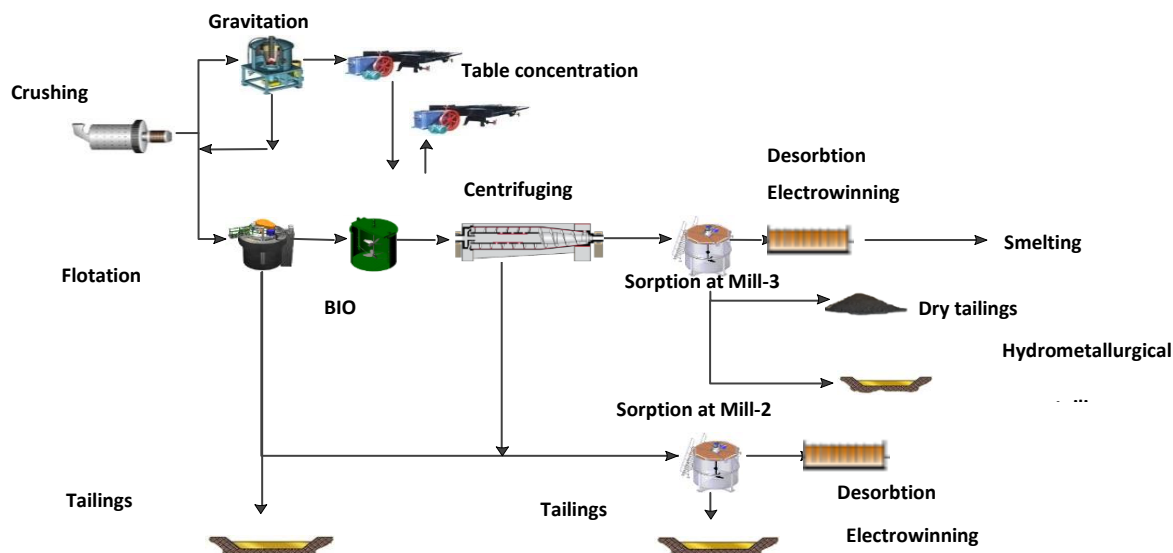 Gravitation
Table concentration
Crushing
Desorbtion
Electrowinning
Centrifuging
Smelting
Flotation
BIO
Sorption at Mill-3
Dry tailings
Hydrometallurgical
Sorption at Mill-2
Tailings
Tailings
Desorbtion
Electrowinning